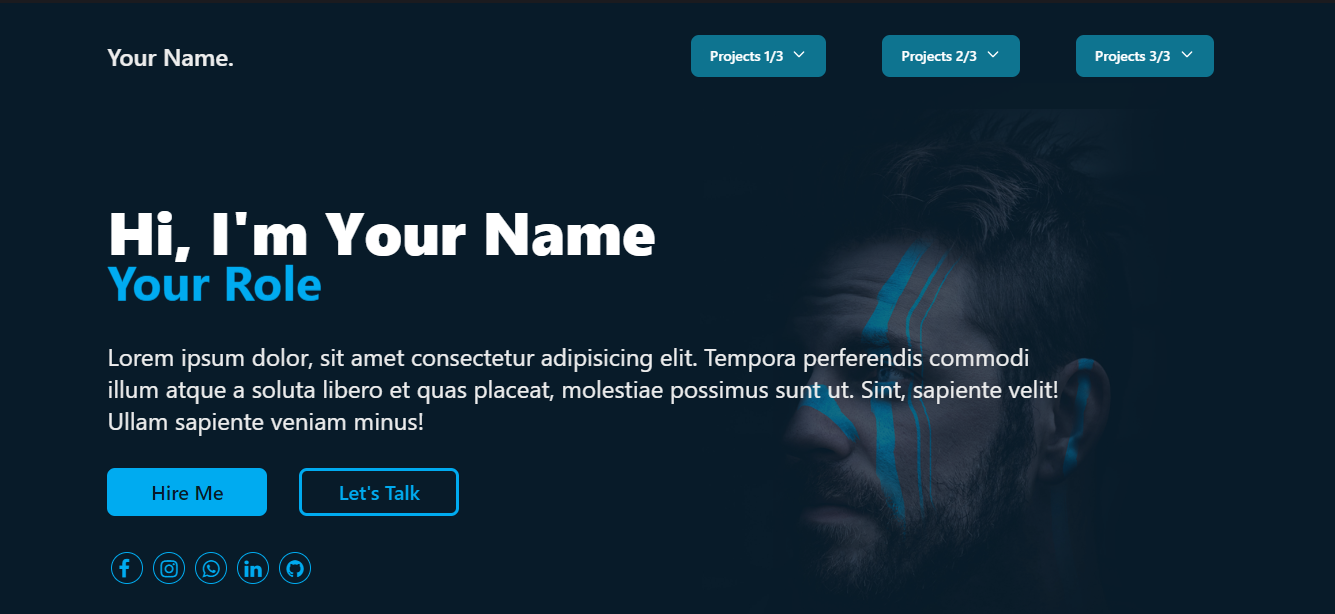 Your Name.
Projects 1/3
Projects 2/3
Projects 3/3
Hi, I'm Your Name
Your Role
Lorem ipsum dolor, sit amet consectetur adipisicing elit. Tempora perferendis commodi
illum atque a soluta libero et quas placeat, molestiae possimus sunt ut. Sint, sapiente velit!
Ullam sapiente veniam minus!
Hire Me
Let's Talk